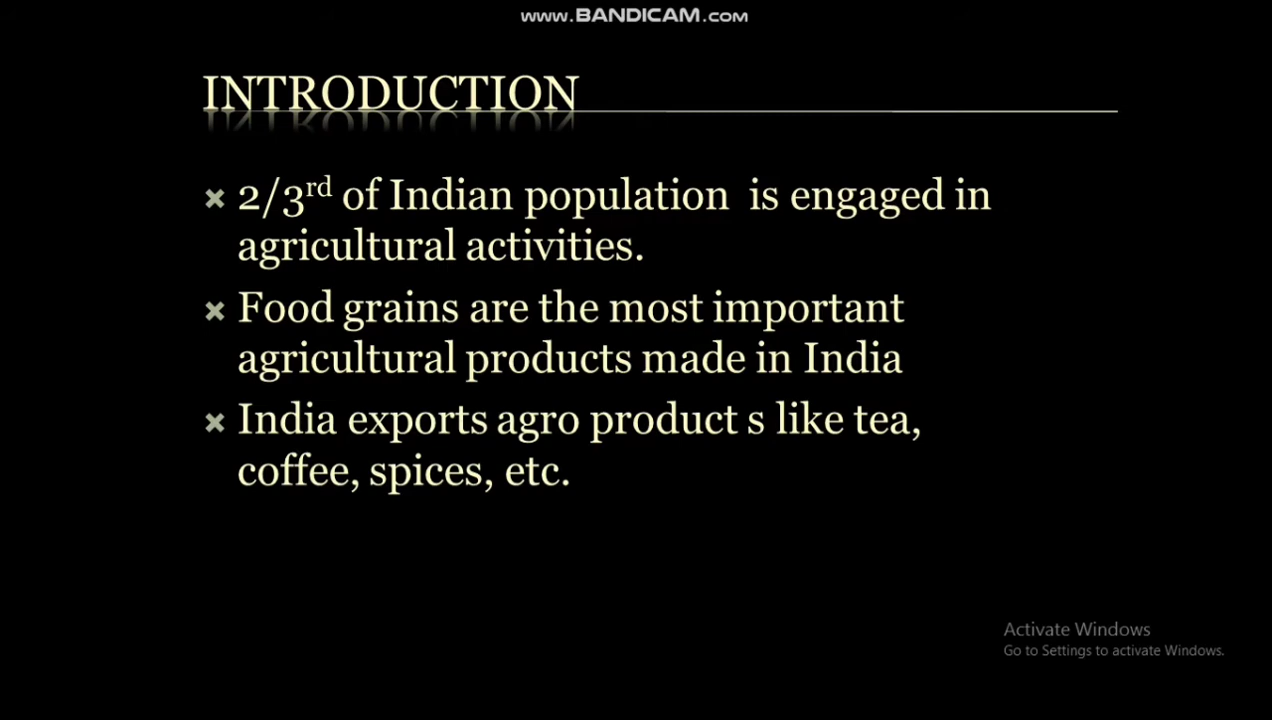 www.BANDICAM.com
INTRODUCTION
2/3rd of Indian population is engaged in
agricultural activities.
Food grains are the most important
agricultural products made in India
India exports agro product s like tea,
coffee, spices, etc.
Activate Windows
Go to Settings to activate Windows.